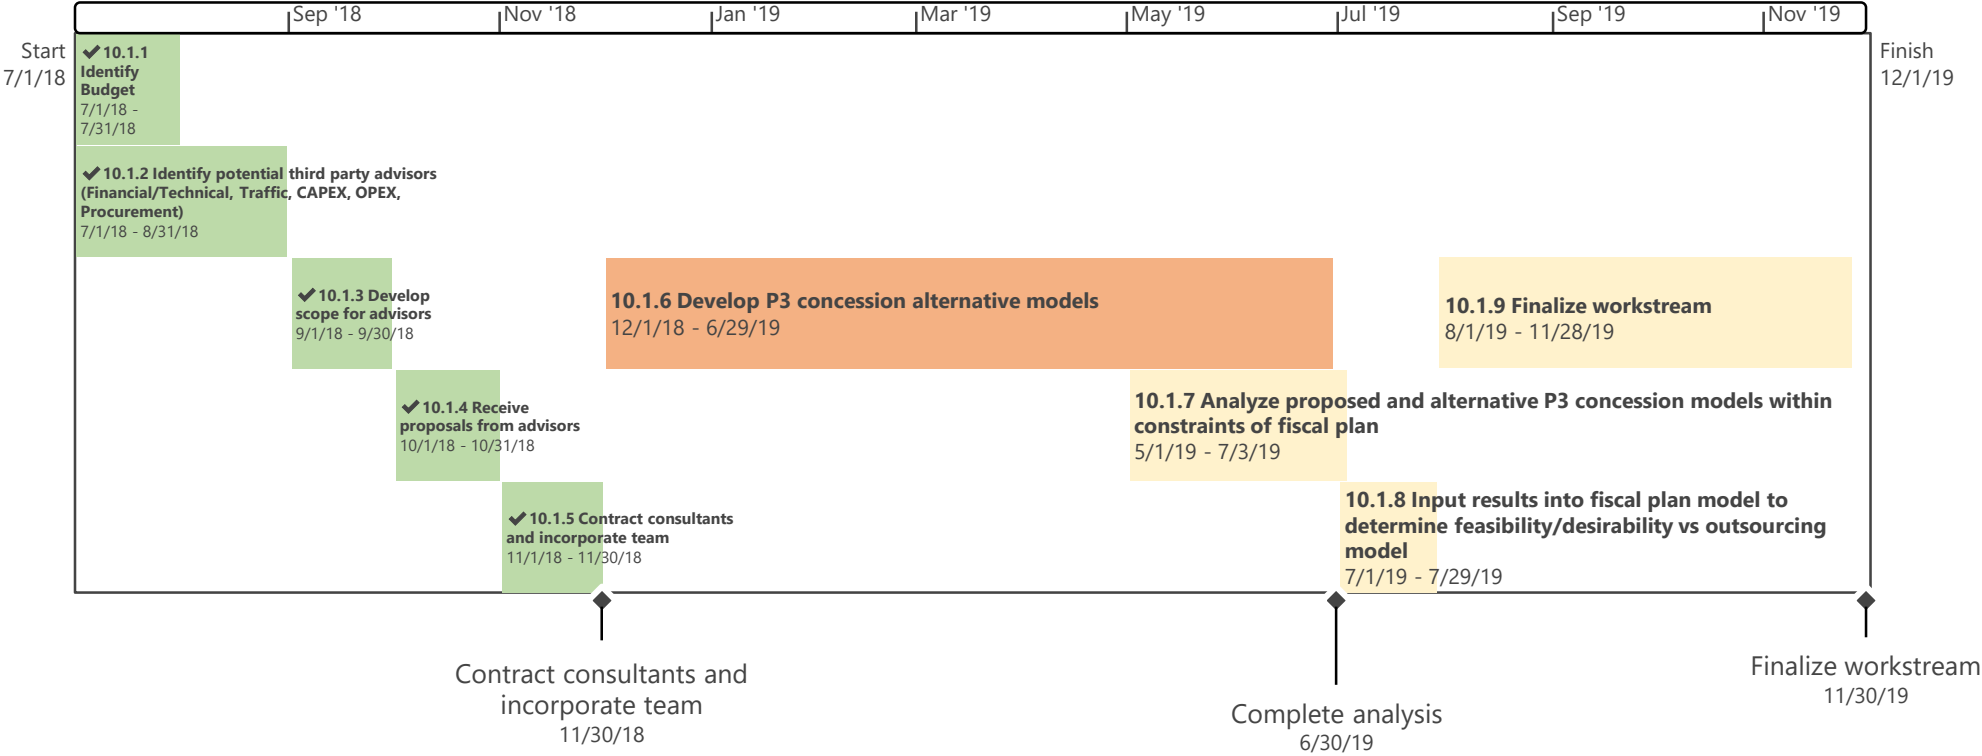 Sep '18
Nov '18
Jan '19
Mar '19
May '19
Jul '19
Sep '19
Nov '19
Start
7/1/18
Finish
12/1/19
✔10.1.1
Identify
Budget
7/1/18 -
7/31/18
✔10.1.2 Identify potential third party advisors
(Financial/Technical, Traffic, CAPEX, OPEX,
Procurement)
7/1/18 - 8/31/18
✔10.1.3 Develop
scope for advisors
9/1/18 - 9/30/18
10.1.6 Develop P3 concession alternative models
12/1/18 - 6/29/19
10.1.9 Finalize workstream
8/1/19 - 11/28/19
✔10.1.4 Receive
proposals from advisors
10/1/18 - 10/31/18
10.1.7 Analyze proposed and alternative P3 concession models within
constraints of fiscal plan
5/1/19 - 7/3/19
✔10.1.5 Contract consultants
and incorporate team
11/1/18 - 11/30/18
10.1.8 Input results into fiscal plan model to
determine feasibility/desirability vs outsourcing
model
7/1/19 - 7/29/19
Contract consultants and
incorporate team
11/30/18
Complete analysis
6/30/19
Finalize workstream
11/30/19